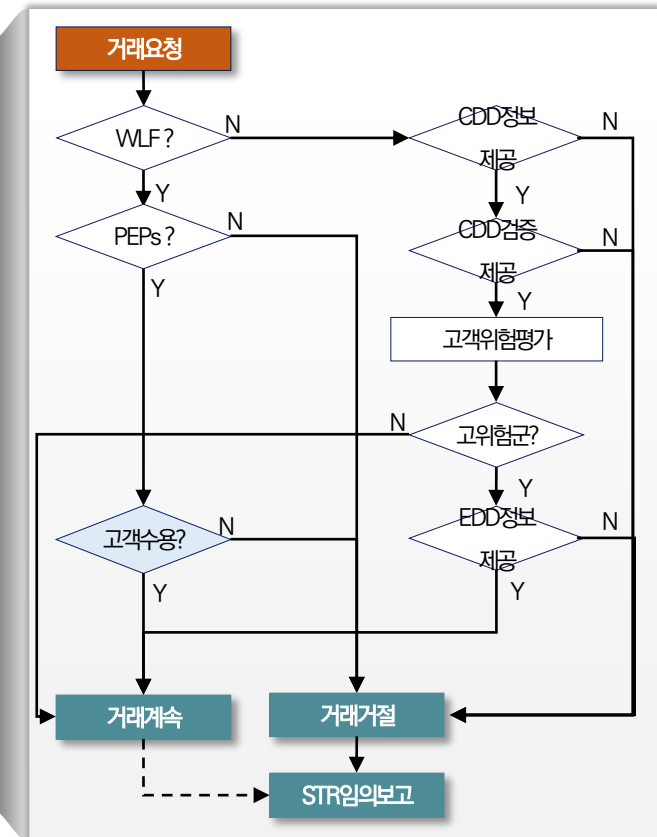 거래요청
WLF ?
N
CDD정보
제공
N
Y
Y
PEPs ?
N
CDD검증
제공
N
Y
Y
고객위험평가
N
고위험군?
Y
고객수용?
N
EDD정보
제공
N
Y
Y
거래계속
거래거절
STR임의보고